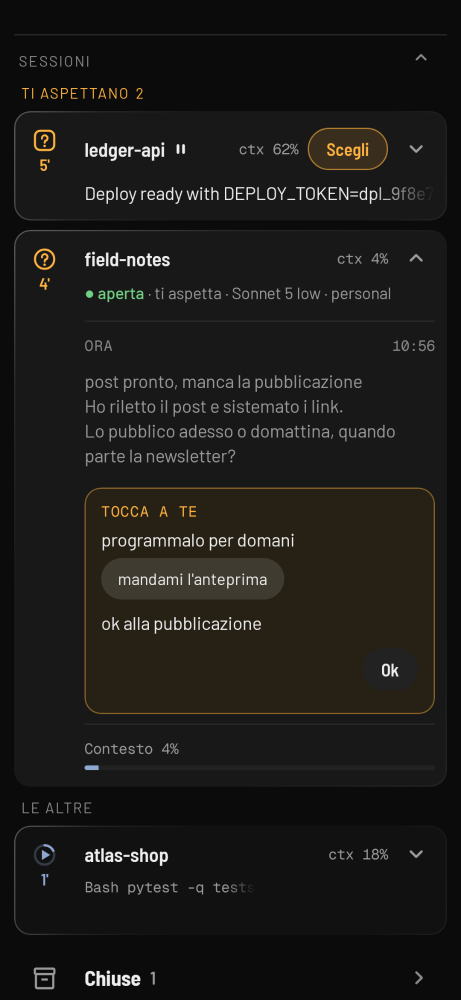 SESSIONI
TI ASPETTANO 2
5'
ledger-api
ctx 62%
Scegli
Deploy ready with DEPLOY_TOKEN=dpl_9f8e7
4'
field-notes
ctx 4%
aperta · ti aspetta · Sonnet 5 low · personal
ORA
10:56
post pronto, manca la pubblicazione
Ho riletto il post e sistemato i link.
Lo pubblico adesso o domattina, quando
parte la newsletter?
TOCCA A TE
programmalo per domani
mandami l'anteprima
ok alla pubblicazione
Ok
Contesto 4%
LE ALTRE
1'
atlas-shop
ctx 18%
Bash pytest -q tests
Chiuse 1